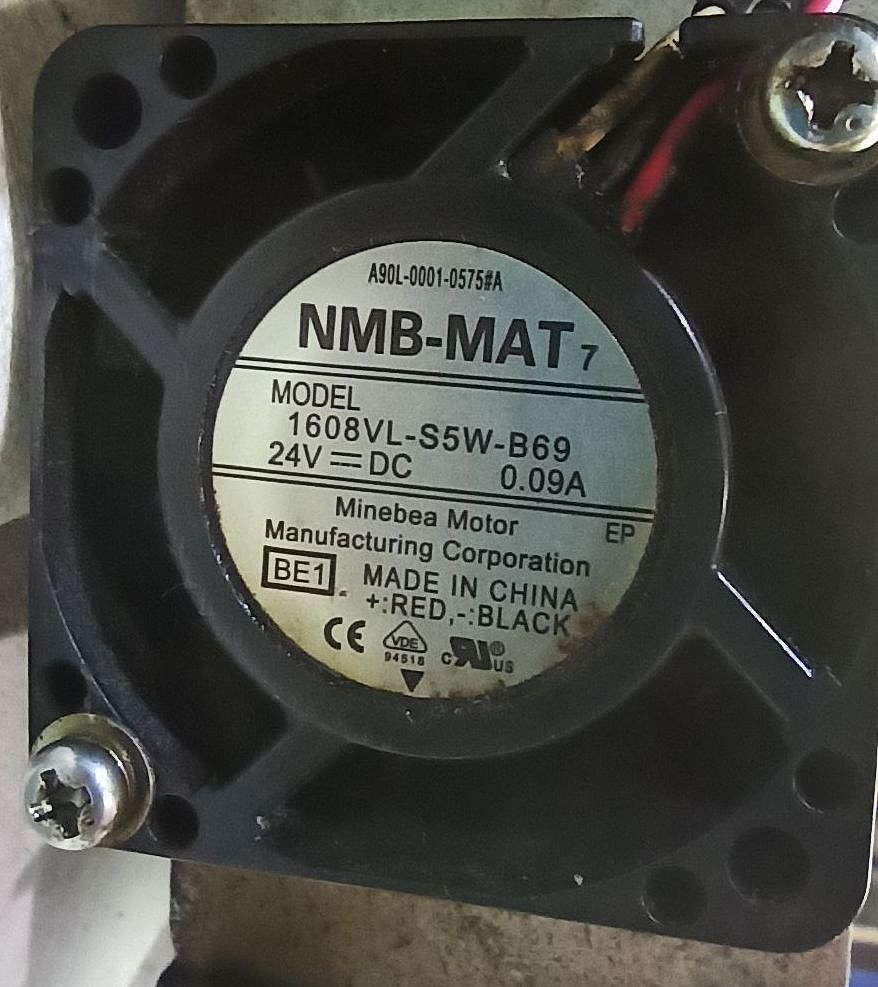 A90L-0001-0575#A
NMB-MAT 7
MODEL
1608VL-S5W-B69
24V ⎓ DC 0.09A
Minebea Motor
Manufacturing Corporation EP
BE1 MADE IN CHINA
+:RED,-:BLACK
CE VDE c RU ® US
94518